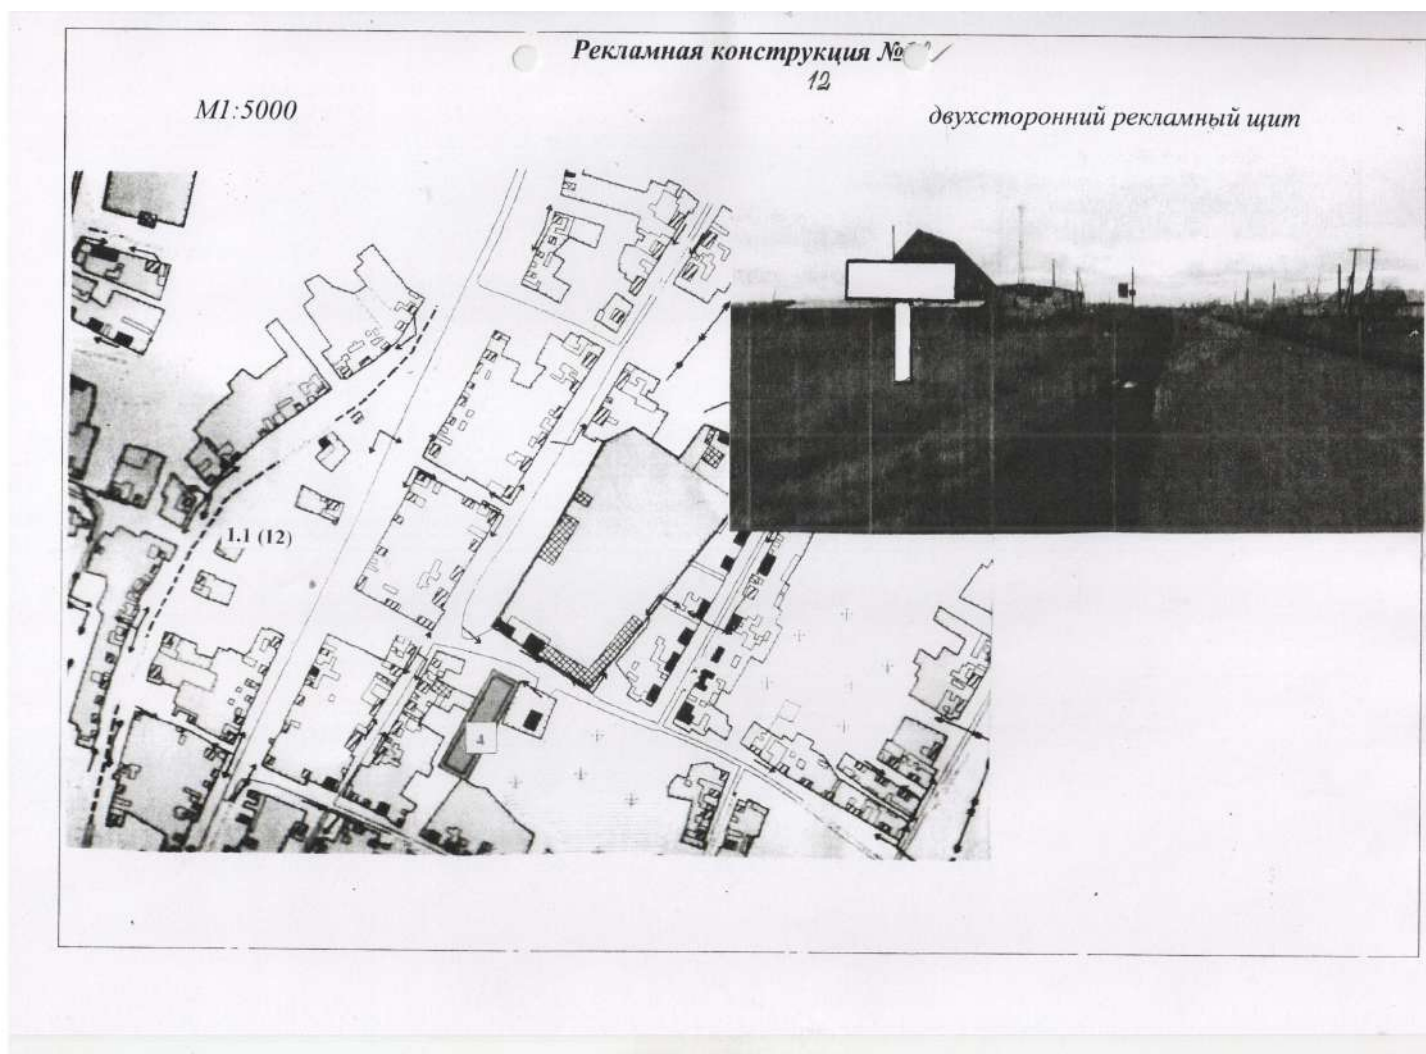 Рекламная конструкция №
12
М1:5000
двухсторонний рекламный щит
1.1 (12)
4